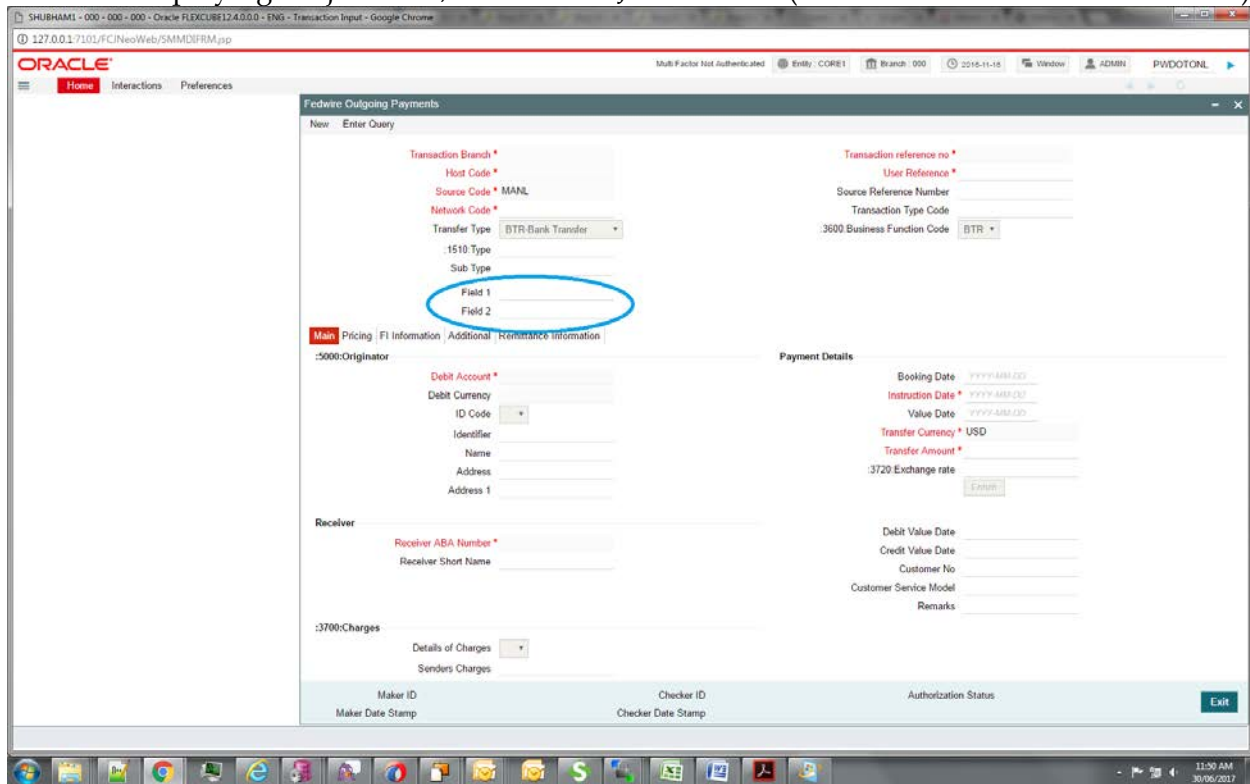 SHUBHAM1 - 000 - 000 - 000 - Oracle FLEXCUBE12.4.0.0.0 - ENG - Transaction Input - Google Chrome
127.0.0.1:7101/FCJNeoWeb/SMMDIFRM.jsp
ORACLE Multi Factor Not Authenticated Entity : CORE1 Branch : 000 2016-11-16 Window ADMIN PWDOTONL
Home Interactions Preferences
Fedwire Outgoing Payments
New Enter Query
Transaction Branch * Transaction reference no *
Host Code * User Reference *
Source Code * MANL Source Reference Number
Network Code * Transaction Type Code
Transfer Type BTR-Bank Transfer :3600:Business Function Code BTR
:1510:Type
Sub Type
Field 1
Field 2
Main Pricing FI Information Additional Remittance Information
:5000:Originator Payment Details
Debit Account * Booking Date YYYY-MM-DD
Debit Currency Instruction Date * YYYY-MM-DD
ID Code Value Date YYYY-MM-DD
Identifier Transfer Currency * USD
Name Transfer Amount *
Address :3720:Exchange rate
Address 1 Enrich
Receiver Debit Value Date
Receiver ABA Number * Credit Value Date
Receiver Short Name Customer No
Customer Service Model
Remarks
:3700:Charges
Details of Charges
Senders Charges
Maker ID Checker ID Authorization Status
Maker Date Stamp Checker Date Stamp
Exit
11:50 AM
30/06/2017